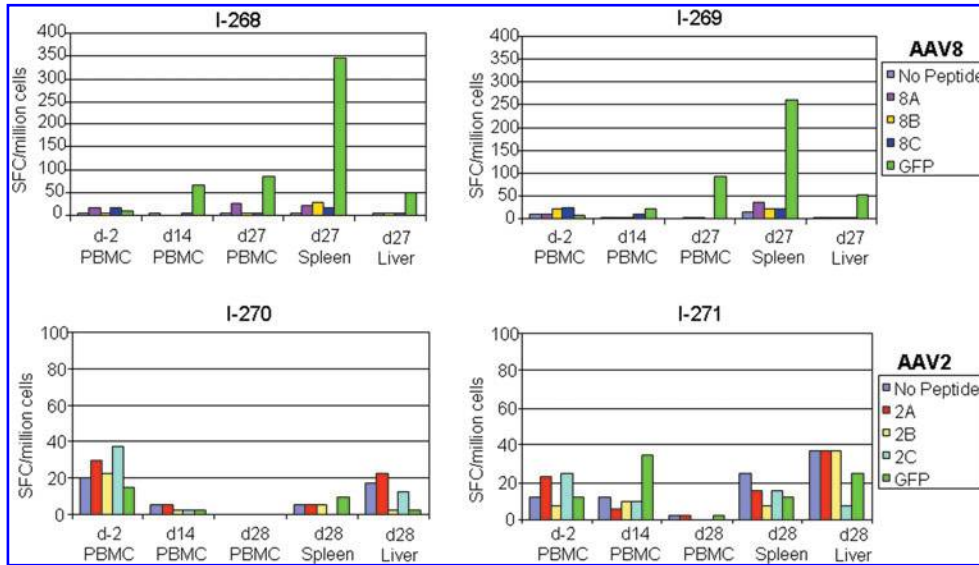 I-268
SFC/million cells
400
350
300
250
200
150
100
50
0
d-2 PBMC
d14 PBMC
d27 PBMC
d27 Spleen
d27 Liver
I-269
SFC/million cells
400
350
300
250
200
150
100
50
0
d-2 PBMC
d14 PBMC
d27 PBMC
d27 Spleen
d27 Liver
AAV8
No Peptide
8A
8B
8C
GFP
I-270
SFC/million cells
100
80
60
40
20
0
d-2 PBMC
d14 PBMC
d28 PBMC
d28 Spleen
d28 Liver
I-271
SFC/million cells
100
80
60
40
20
0
d-2 PBMC
d14 PBMC
d28 PBMC
d28 Spleen
d28 Liver
AAV2
No Peptide
2A
2B
2C
GFP